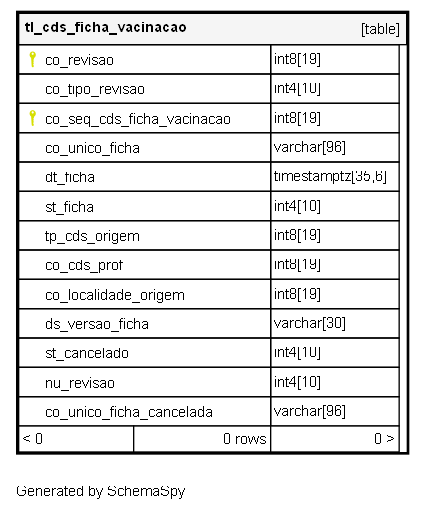 tl_cds_ficha_vacinacao [table]
co_revisao int8[19]
co_tipo_revisao int4[10]
co_seq_cds_ficha_vacinacao int8[19]
co_unico_ficha varchar[96]
dt_ficha timestamptz[35,6]
st_ficha int4[10]
tp_cds_origem int8[19]
co_cds_prof int8[19]
co_localidade_origem int8[19]
ds_versao_ficha varchar[30]
st_cancelado int4[10]
nu_revisao int4[10]
co_unico_ficha_cancelada varchar[96]
< 0 0 rows 0 >
Generated by SchemaSpy